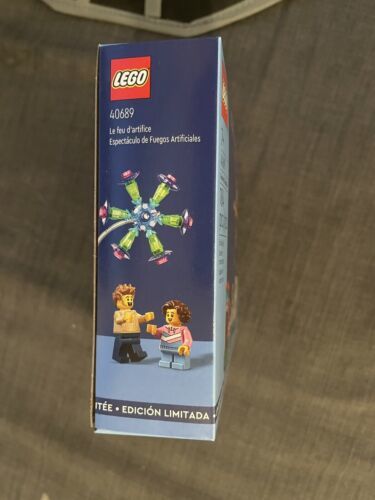 LEGO
40689
Le feu d'artifice
Espectáculo de Fuegos Artificiales
ITÉE • EDICIÓN LIMITADA •